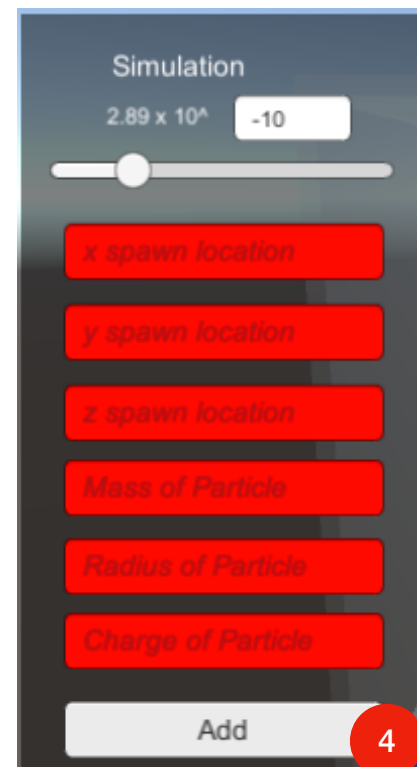 Simulation
2.89 x 10^ -10
x spawn location
y spawn location
z spawn location
Mass of Particle
Radius of Particle
Charge of Particle
Add
4